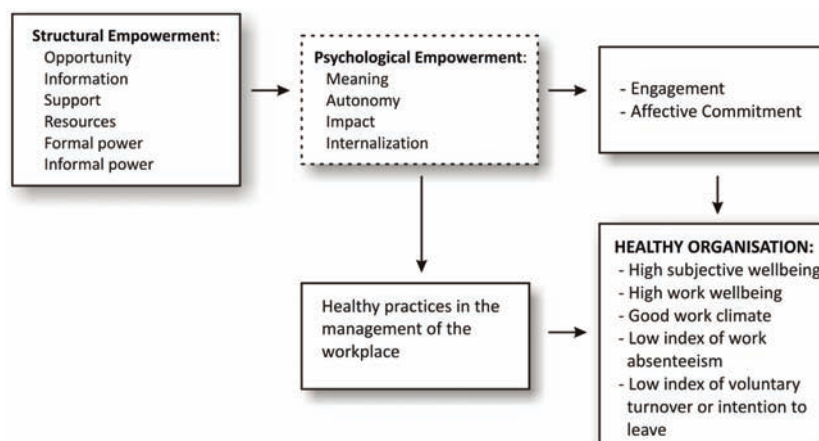 Structural Empowerment:
Opportunity
Information
Support
Resources
Formal power
Informal power
Psychological Empowerment:
Meaning
Autonomy
Impact
Internalization
- Engagement
- Affective Commitment
Healthy practices in the
management of the
workplace
HEALTHY ORGANISATION:
- High subjective wellbeing
- High work wellbeing
- Good work climate
- Low index of work
absenteeism
- Low index of voluntary
turnover or intention to
leave